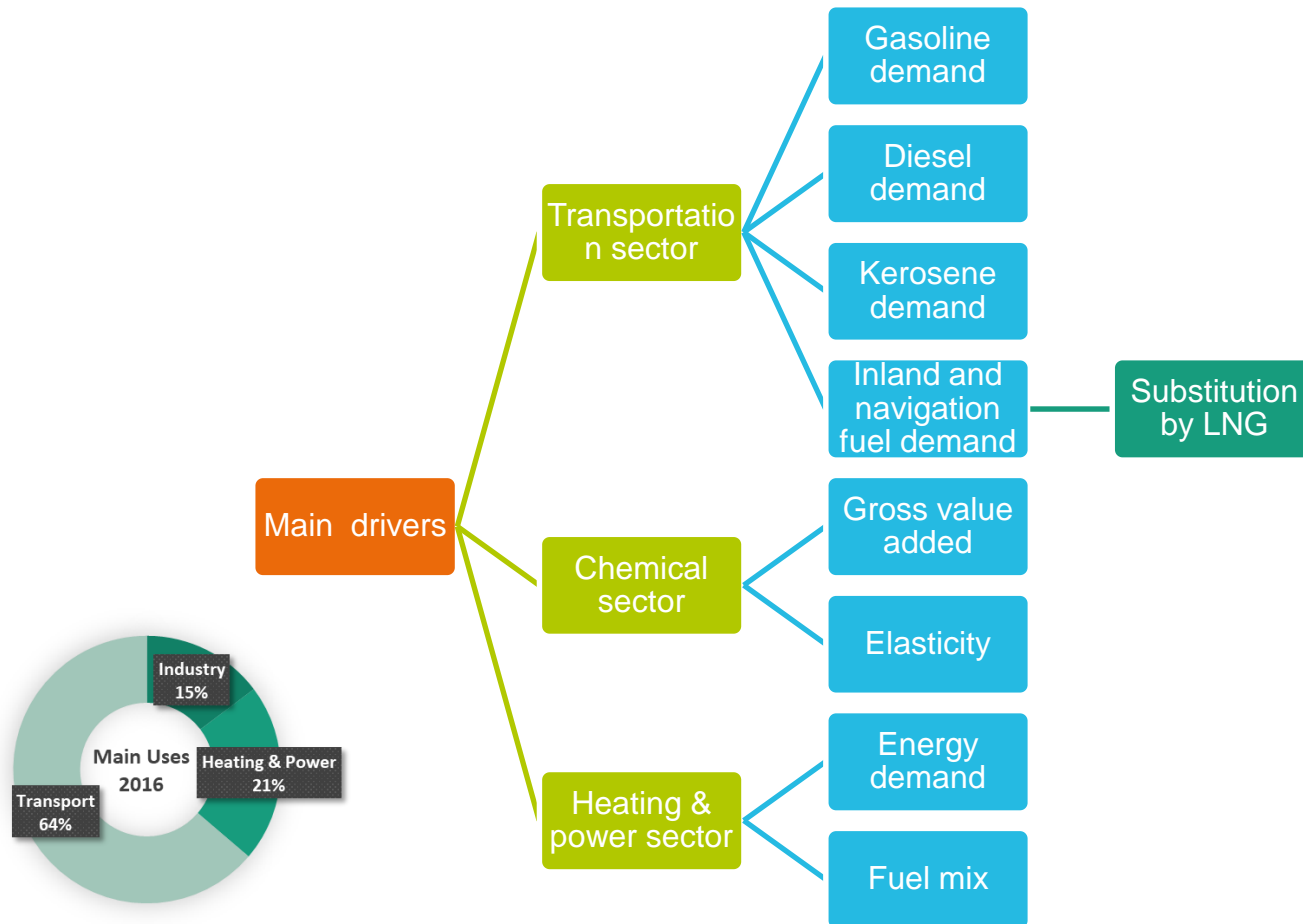 Gasoline
demand
Diesel
demand
Transportatio
n sector
Kerosene
demand
Inland and
navigation
fuel demand
Substitution
by LNG
Main  drivers
Gross value
added
Chemical
sector
Elasticity
Industry
15%
Main Uses
2016
Heating & Power
21%
Transport
64%
Energy
demand
Heating &
power sector
Fuel mix